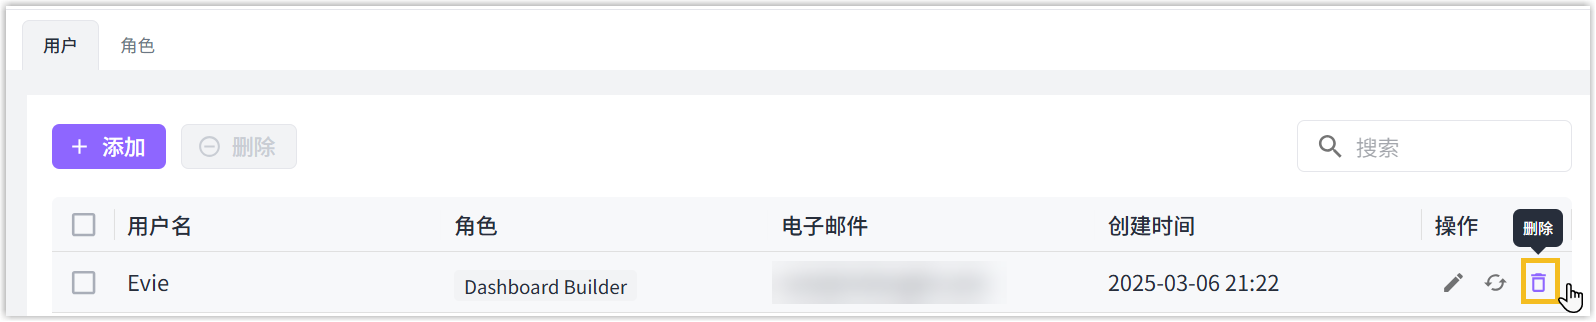 用户 角色
添加 删除 搜索
用户名 角色 电子邮件 创建时间 操作 删除
Evie Dashboard Builder 2025-03-06 21:22